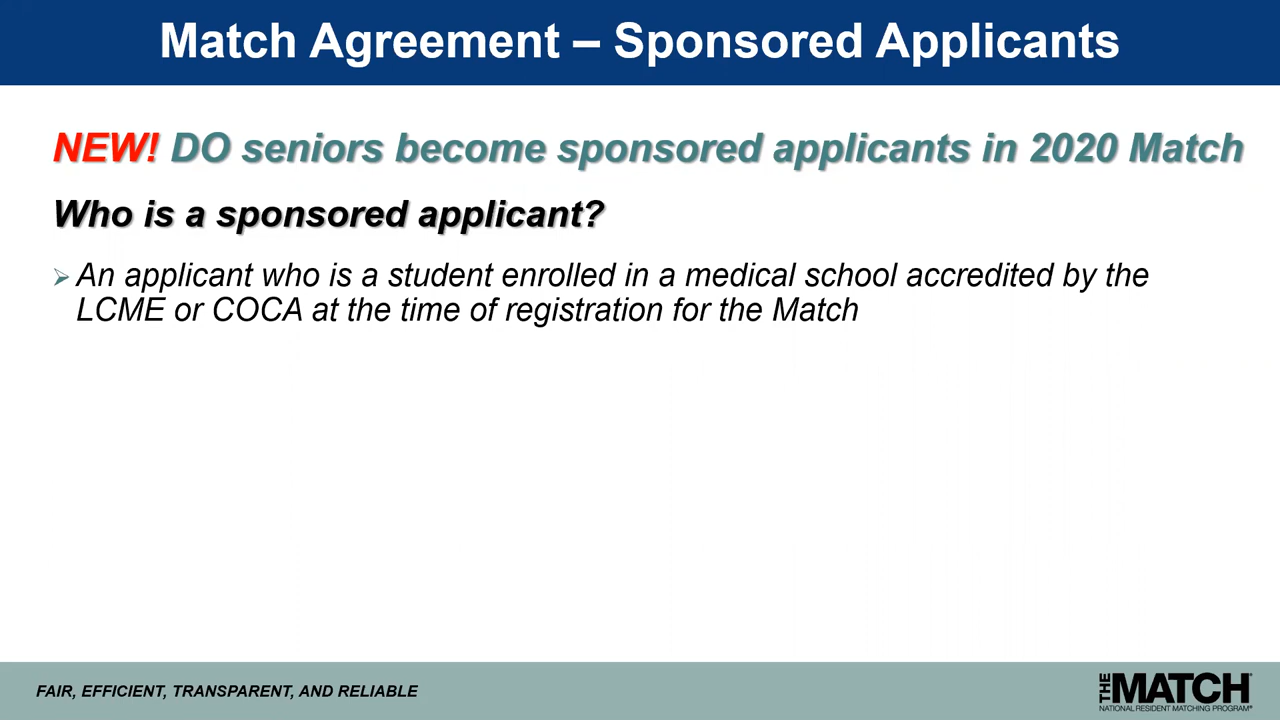 Match Agreement – Sponsored Applicants
NEW! DO seniors become sponsored applicants in 2020 Match
Who is a sponsored applicant?
An applicant who is a student enrolled in a medical school accredited by the
LCME or COCA at the time of registration for the Match
FAIR, EFFICIENT, TRANSPARENT, AND RELIABLE
THE MATCH
NATIONAL RESIDENT MATCHING PROGRAM®